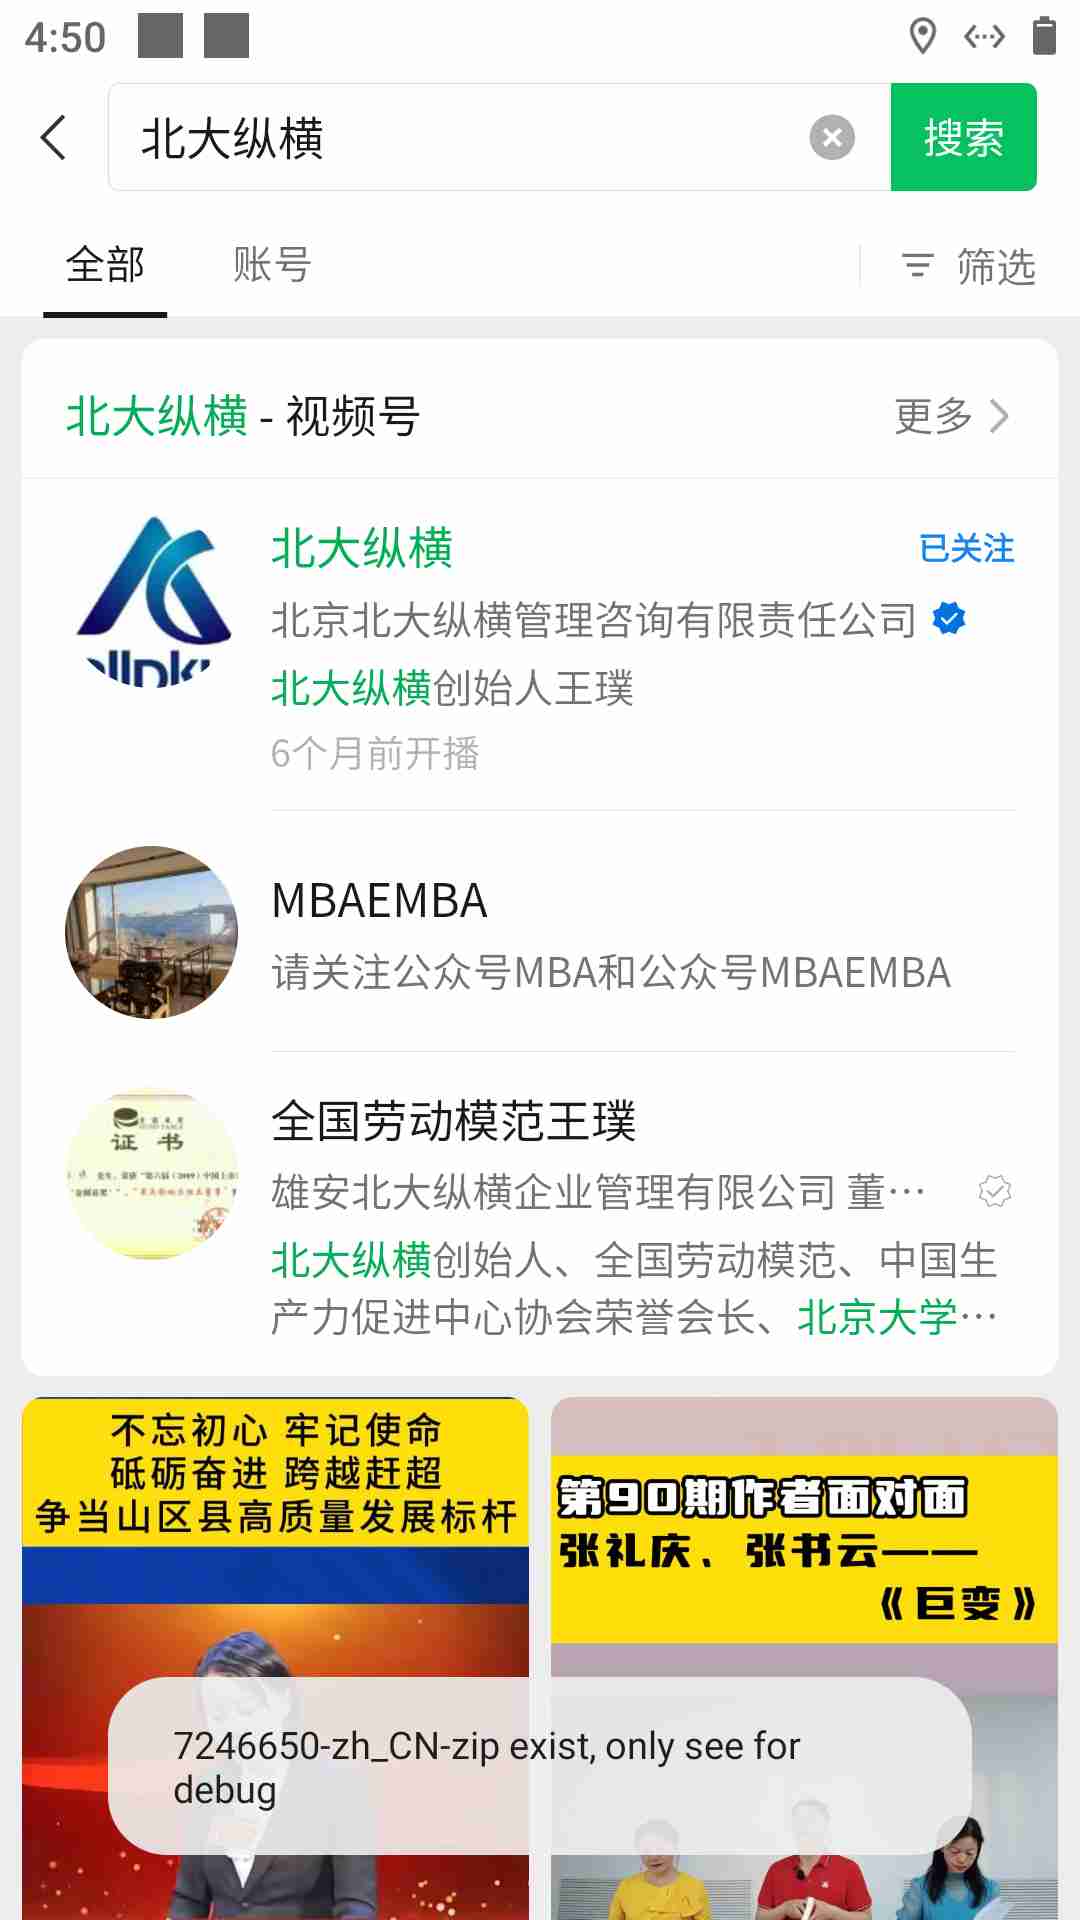 4:50
北大纵横
搜索
全部
账号
筛选
北大纵横 - 视频号
更多
北大纵横
已关注
北京北大纵横管理咨询有限责任公司
北大纵横创始人王璞
6个月前开播
MBAEMBA
请关注公众号MBA和公众号MBAEMBA
全国劳动模范王璞
证 书
雄安北大纵横企业管理有限公司 董…
北大纵横创始人、全国劳动模范、中国生
产力促进中心协会荣誉会长、北京大学…
不忘初心 牢记使命
砥砺奋进 跨越赶超
争当山区县高质量发展标杆
第90期作者面对面
张礼庆、张书云——
《巨变》
7246650-zh_CN-zip exist, only see for
debug